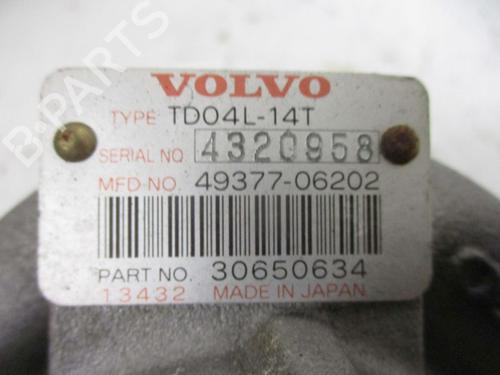 VOLVO
TYPE TD04L-14T
SERIAL NO. 4320958
MFD-NO. 49377-06202
PART NO. 30650634
13432 MADE IN JAPAN
B-PARTS